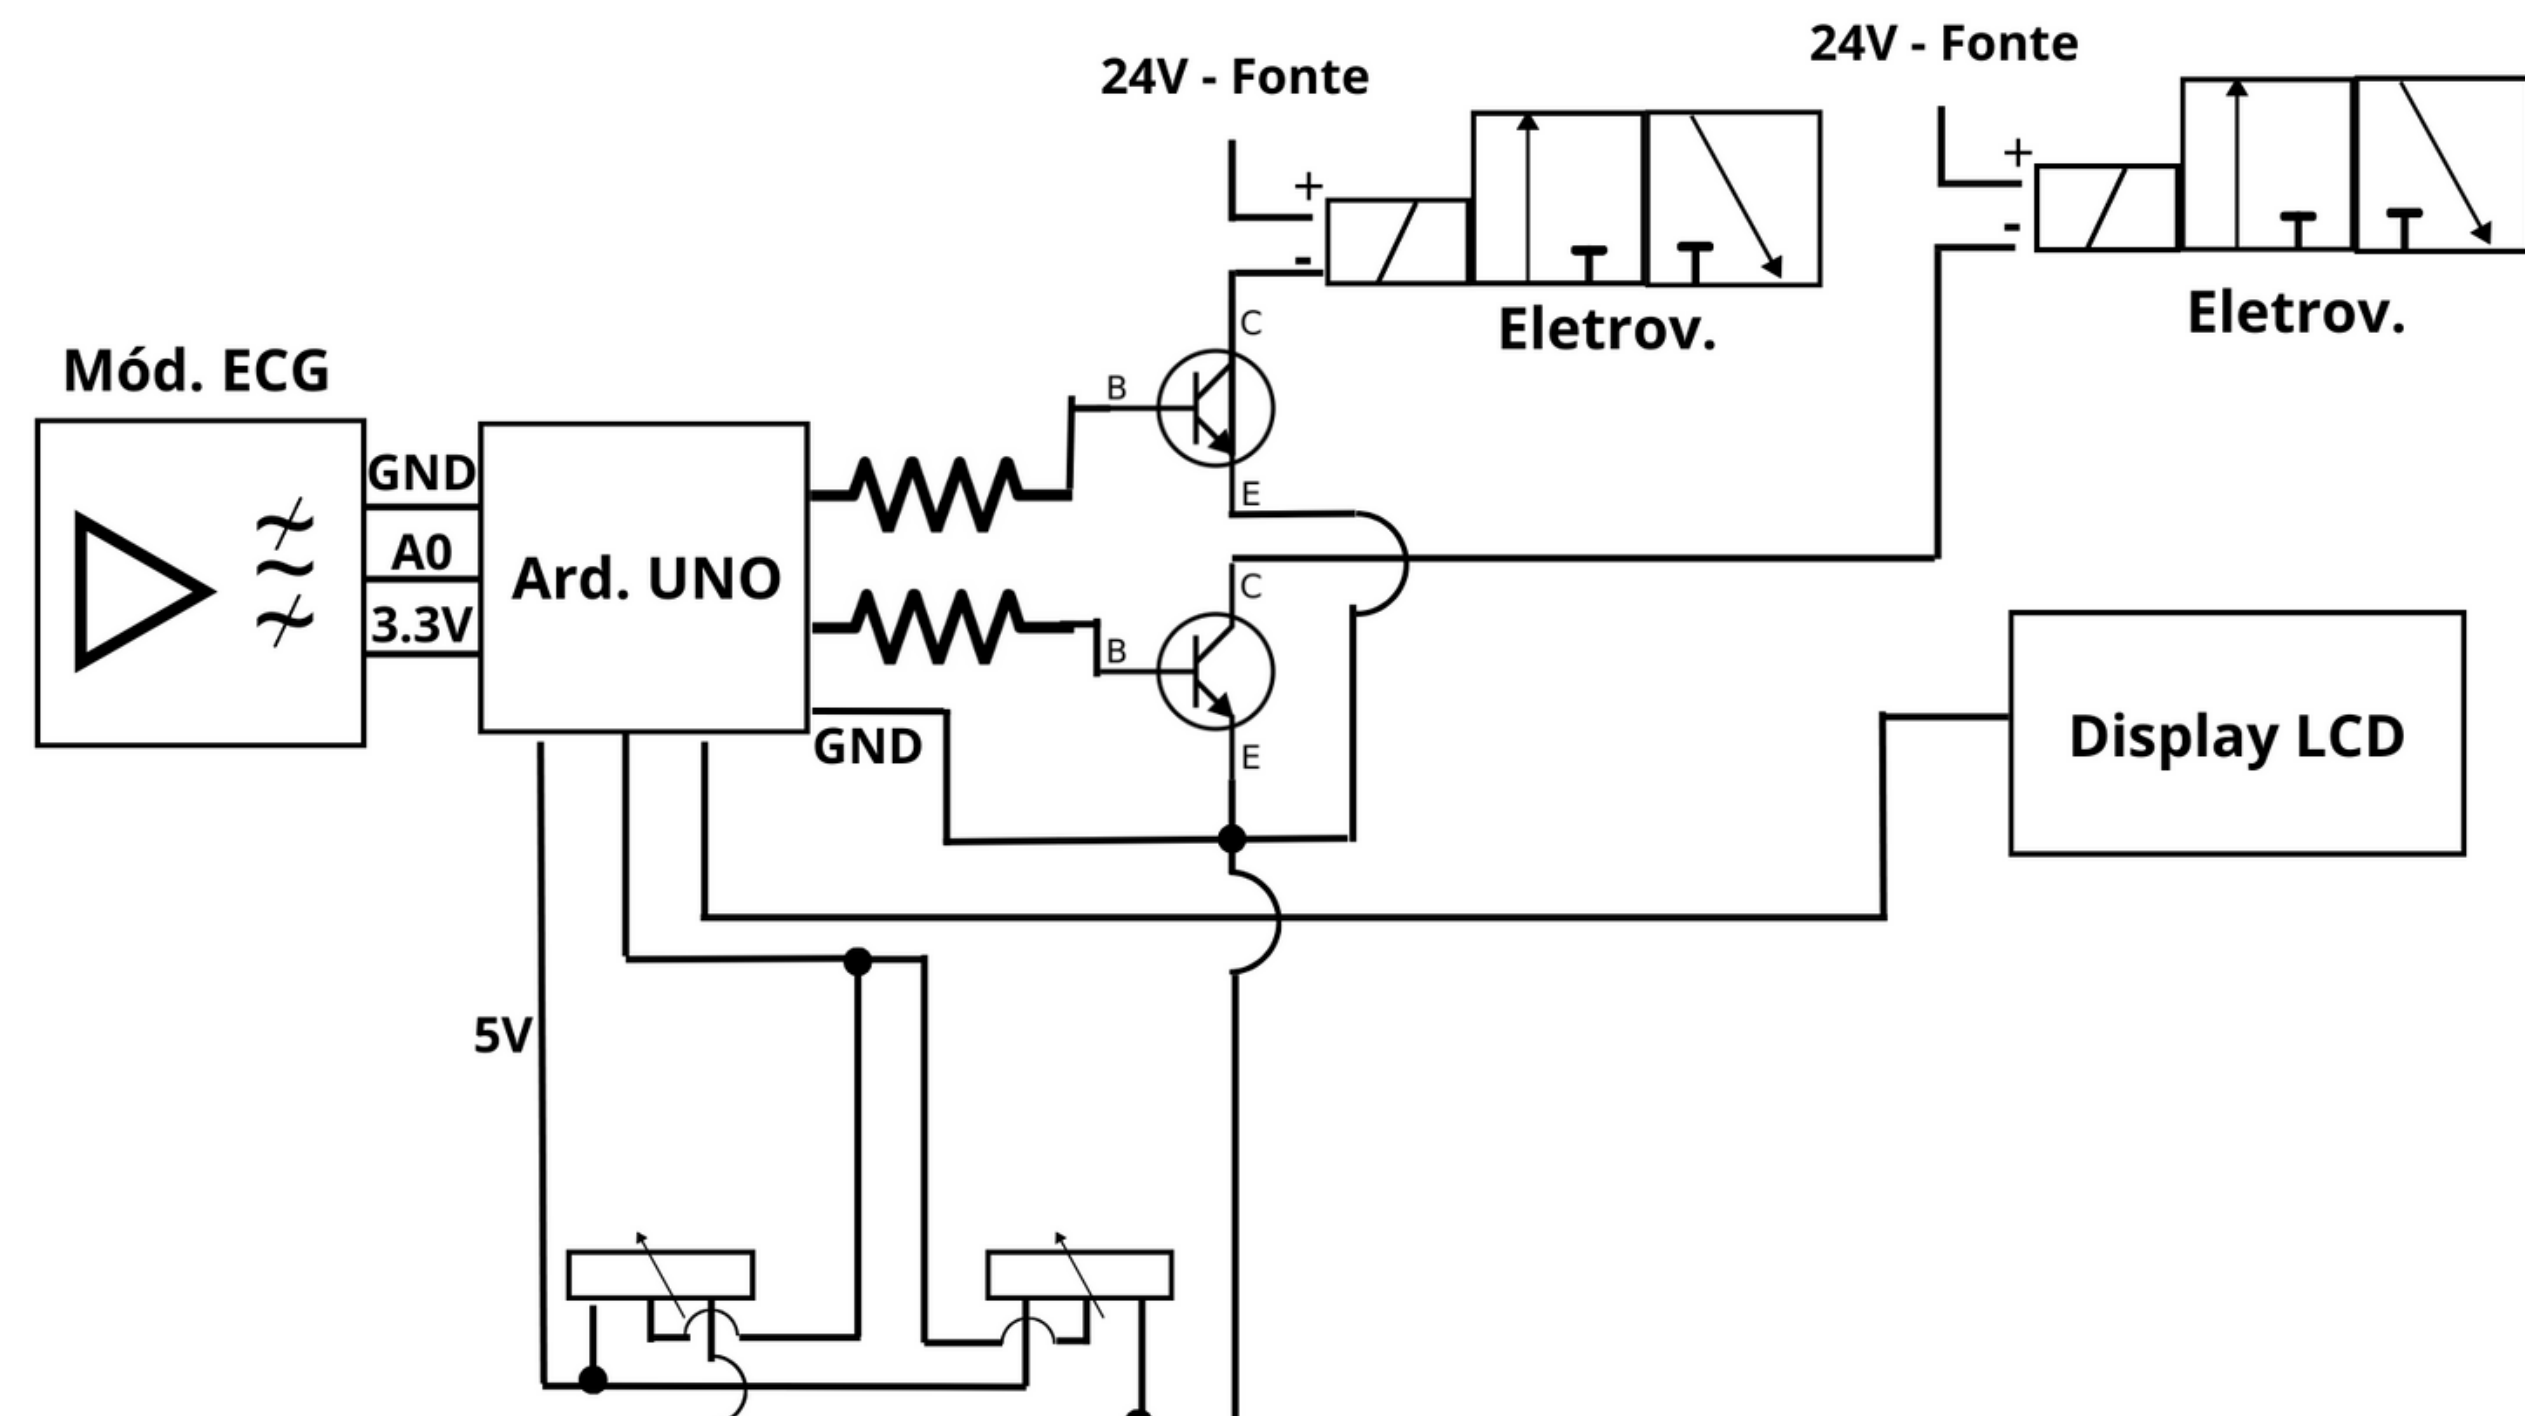 24V - Fonte
24V - Fonte
+
-
+
-
Eletrov.
Eletrov.
C
B
E
Mód. ECG
GND
A0
3.3V
Ard. UNO
C
B
E
GND
Display LCD
5V